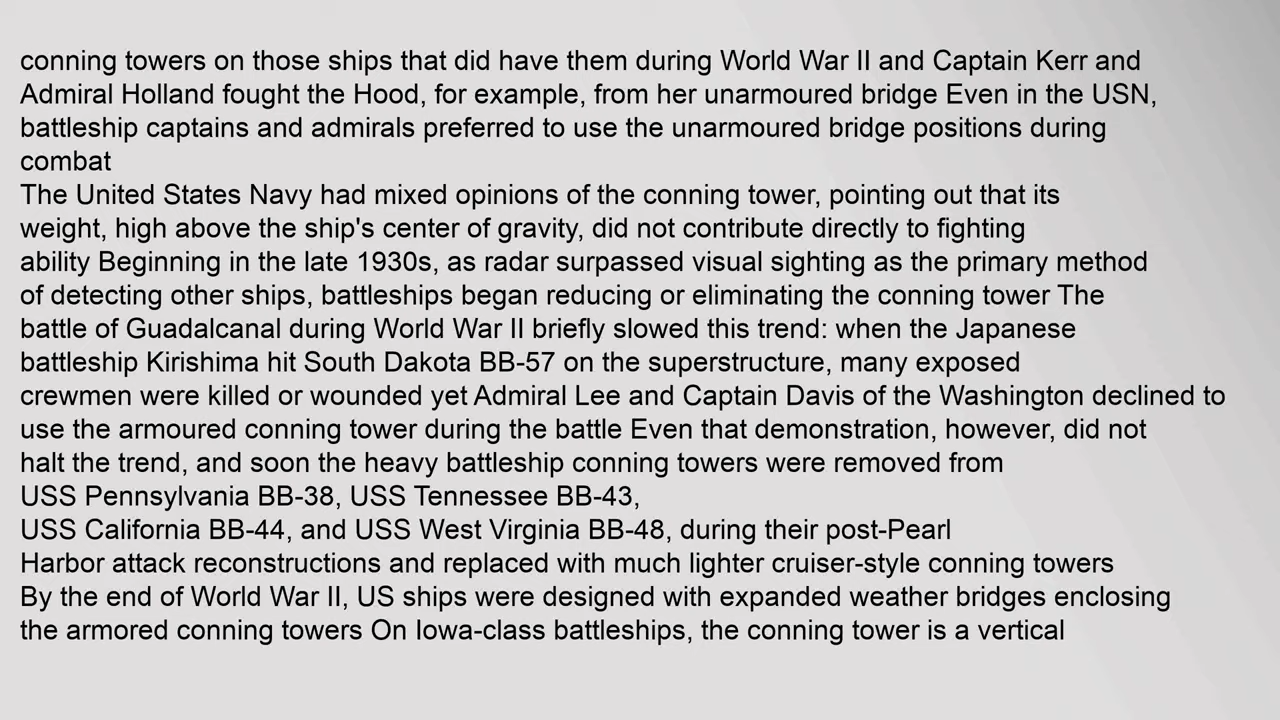 conning towers on those ships that did have them during World War II and Captain Kerr and
Admiral Holland fought the Hood, for example, from her unarmoured bridge Even in the USN,
battleship captains and admirals preferred to use the unarmoured bridge positions during
combat
The United States Navy had mixed opinions of the conning tower, pointing out that its
weight, high above the ship's center of gravity, did not contribute directly to fighting
ability Beginning in the late 1930s, as radar surpassed visual sighting as the primary method
of detecting other ships, battleships began reducing or eliminating the conning tower The
battle of Guadalcanal during World War II briefly slowed this trend: when the Japanese
battleship Kirishima hit South Dakota BB-57 on the superstructure, many exposed
crewmen were killed or wounded yet Admiral Lee and Captain Davis of the Washington declined to
use the armoured conning tower during the battle Even that demonstration, however, did not
halt the trend, and soon the heavy battleship conning towers were removed from
USS Pennsylvania BB-38, USS Tennessee BB-43,
USS California BB-44, and USS West Virginia BB-48, during their post-Pearl
Harbor attack reconstructions and replaced with much lighter cruiser-style conning towers
By the end of World War II, US ships were designed with expanded weather bridges enclosing
the armored conning towers On Iowa-class battleships, the conning tower is a vertical